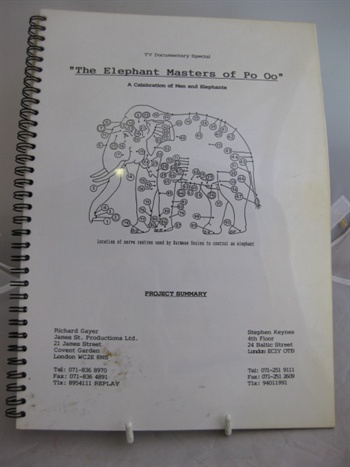 TV Documentary Special
"The Elephant Masters of Po Oo"
A Celebration of Men and Elephants
Location of nerve centres used by Burmese Oozies to control an elephant
PROJECT SUMMARY
Richard Gayer
James St. Productions Ltd.
21 James Street
Covent Garden
London WC2E 8NS
Tel: 071-836 8970
Fax: 071-836 4891
Tlx: 8954111 REPLAY
Stephen Keynes
4th Floor
24 Baltic Street
London EC1Y OTB
Tel: 071-251 9111
Fax: 071-251 2609
Tlx: 94011991